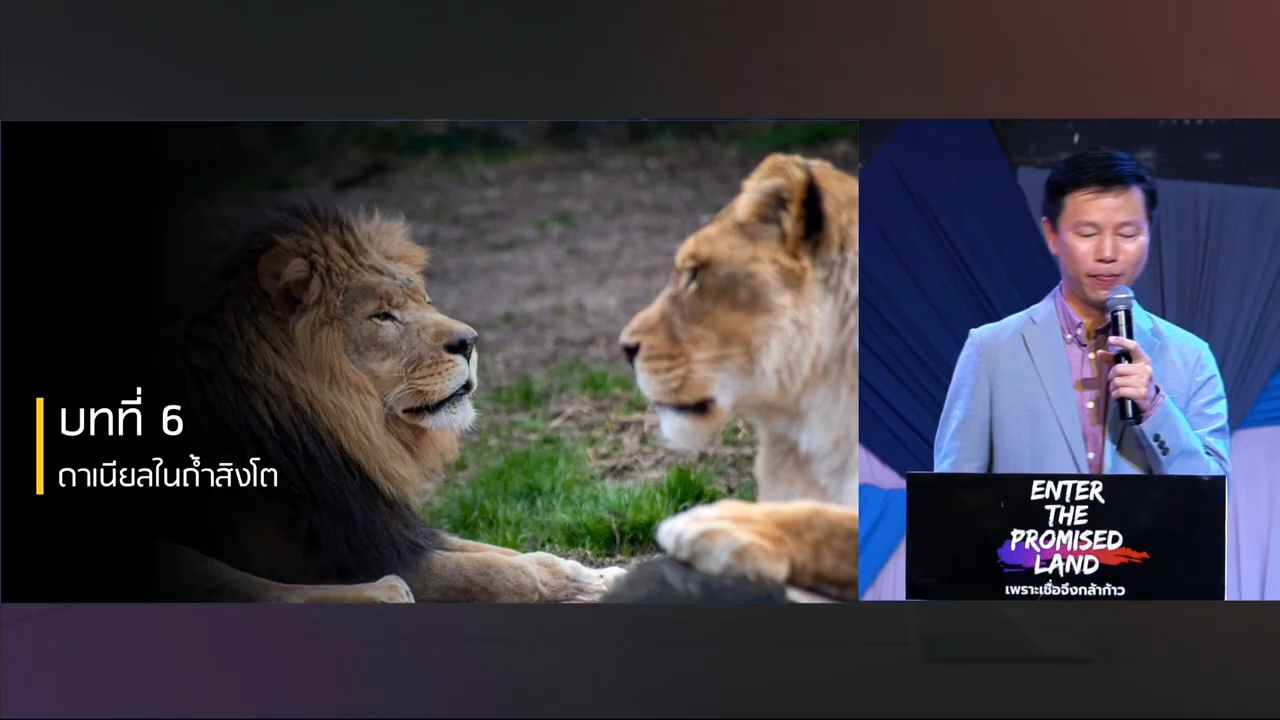 บทที่ 6
ดาเนียลในถ้ำสิงโต
ENTER
THE
PROMISED
LAND
เพราะเชื่อจึงกล้าก้าว